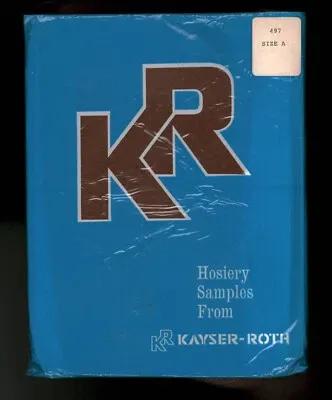 497
SIZE A
KR
Hosiery
Samples
From
KR KAYSER-ROTH